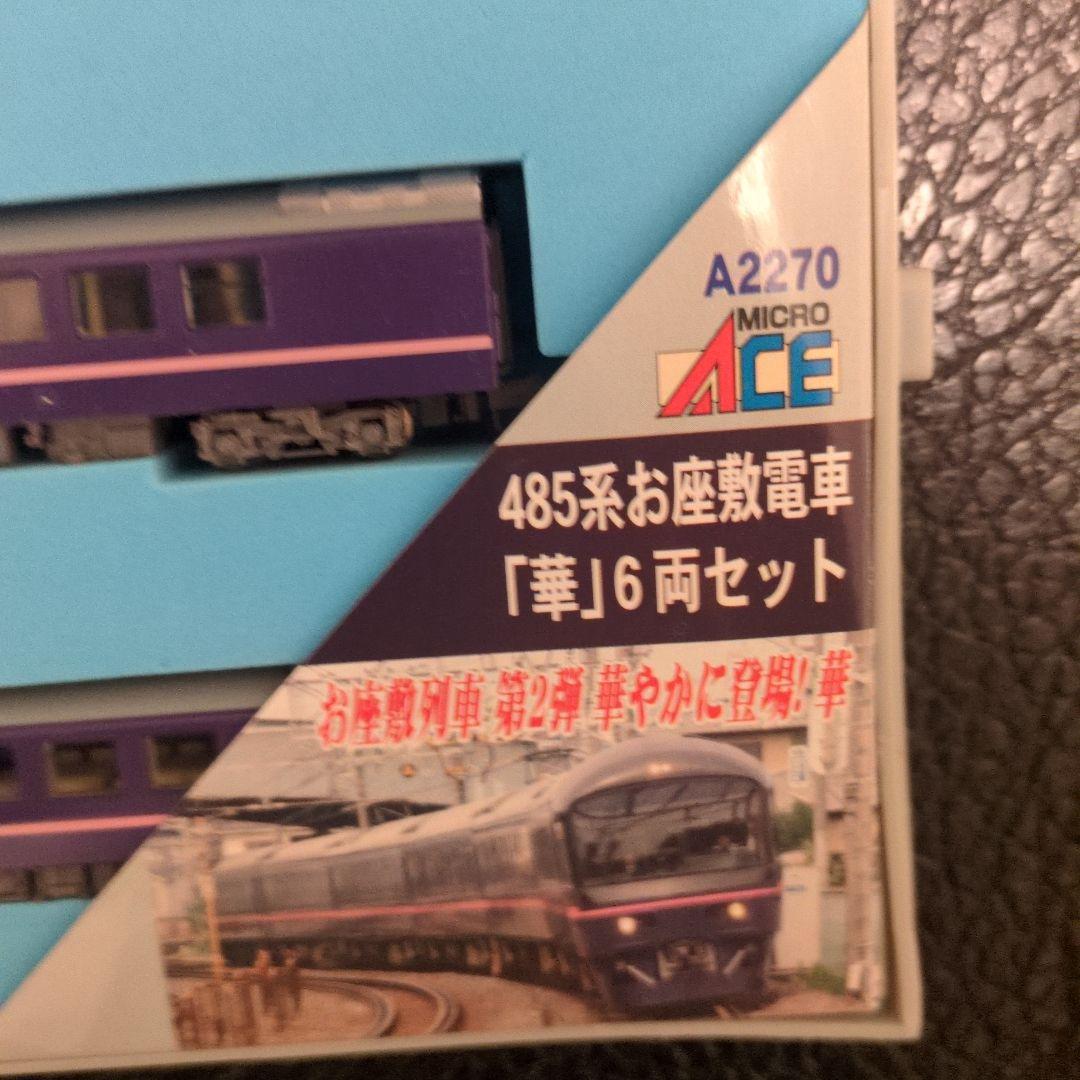 A2270
MICRO
ACE
485系お座敷電車
「華」6両セット
お座敷列車 第2弾 華やかに登場! 華